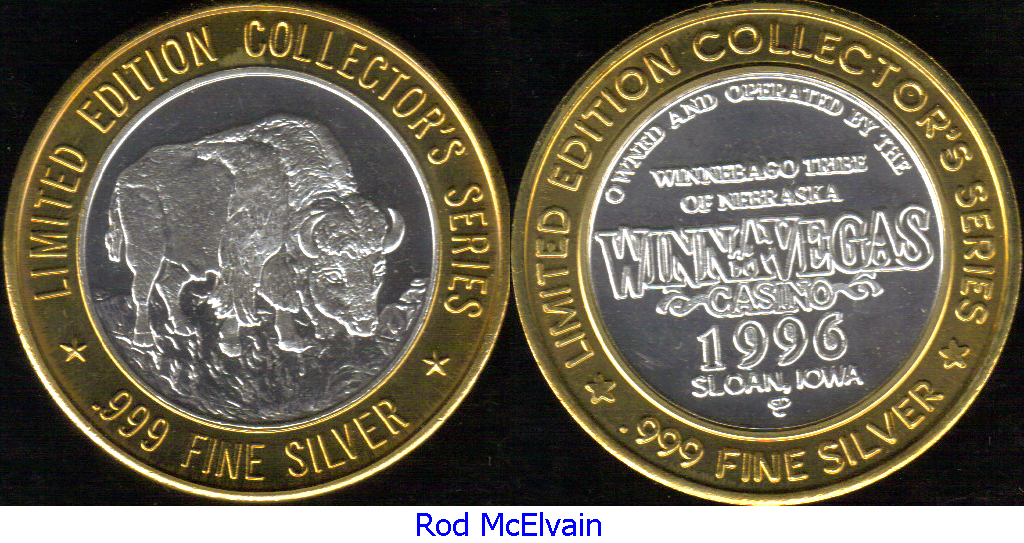 LIMITED EDITION COLLECTOR'S SERIES
.999 FINE SILVER
LIMITED EDITION COLLECTOR'S SERIES
OWNED AND OPERATED BY THE
WINNEBAGO TRIBE
OF NEBRASKA
WINNAVEGAS
CASINO
1996
SLOAN, IOWA
.999 FINE SILVER
Rod McElvain